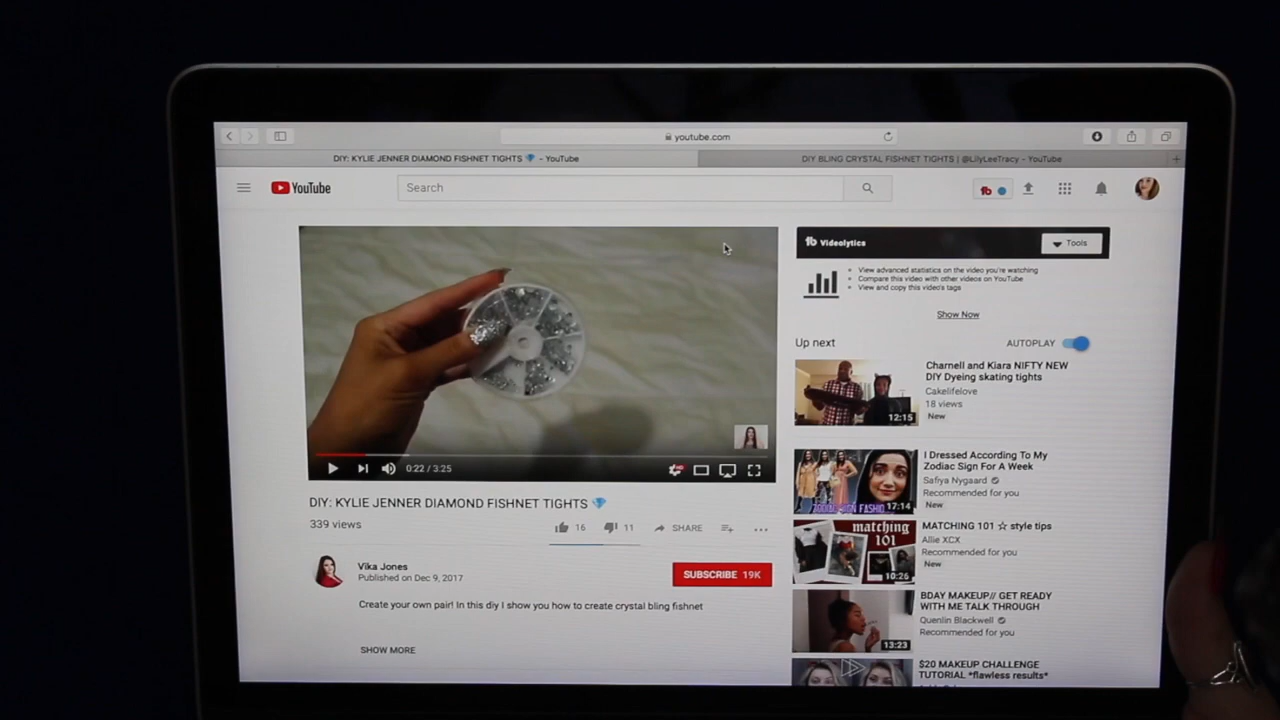 youtube.com
DIY: KYLIE JENNER DIAMOND FISHNET TIGHTS 💎 - YouTube
DIY BLING CRYSTAL FISHNET TIGHTS | @LilyLeeTracy - YouTube
YouTube
Search
tb
tb Videolytics
Tools
View advanced statistics on the video you're watching
Compare this video with other videos on YouTube
View and copy this video's tags
Show Now
Up next
AUTOPLAY
Charnell and Kiara NIFTY NEW
DIY Dyeing skating tights
Cakelifelove
18 views
New
12:15
I Dressed According To My
Zodiac Sign For A Week
Safiya Nygaard
Recommended for you
New
ZODIAC SIGN FASHIO
17:14
MATCHING 101 ☆ style tips
Allie XCX
Recommended for you
New
matching
101
10:26
BDAY MAKEUP// GET READY
WITH ME TALK THROUGH
Quenlin Blackwell
Recommended for you
13:23
$20 MAKEUP CHALLENGE
TUTORIAL *flawless results*
0:22 / 3:25
DIY: KYLIE JENNER DIAMOND FISHNET TIGHTS 💎
339 views
16
11
SHARE
Vika Jones
Published on Dec 9, 2017
SUBSCRIBE 19K
Create your own pair! In this diy I show you how to create crystal bling fishnet
SHOW MORE